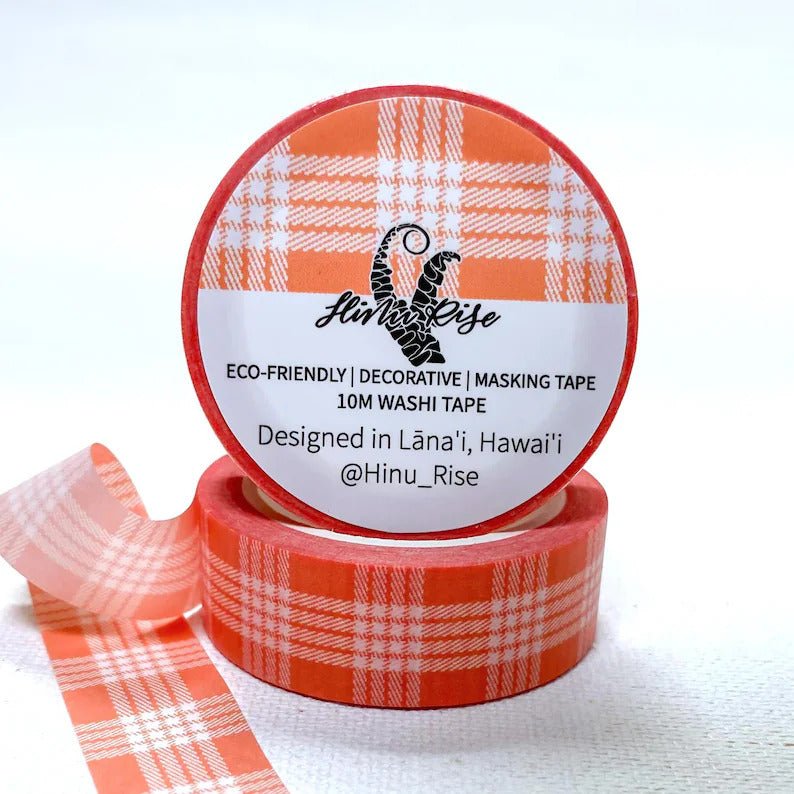 Hinu Rise
ECO-FRIENDLY | DECORATIVE | MASKING TAPE
10M WASHI TAPE
Designed in Lāna'i, Hawai'i
@Hinu_Rise